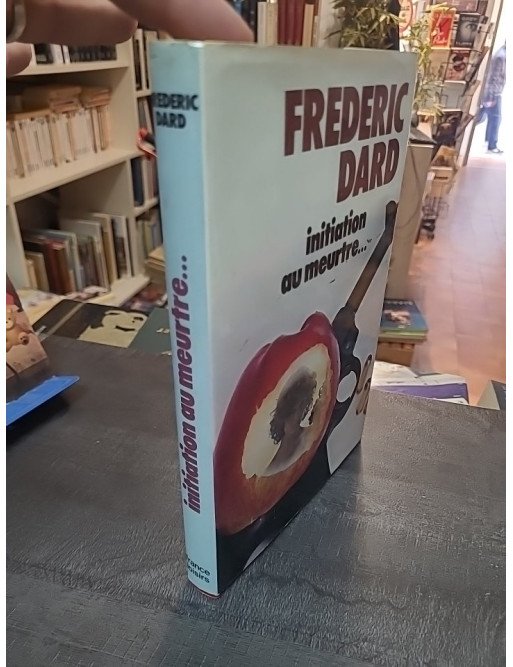 FREDERIC
DARD
initiation
au meurtre...
FREDERIC
DARD
initiation au meurtre...
France
Loisirs